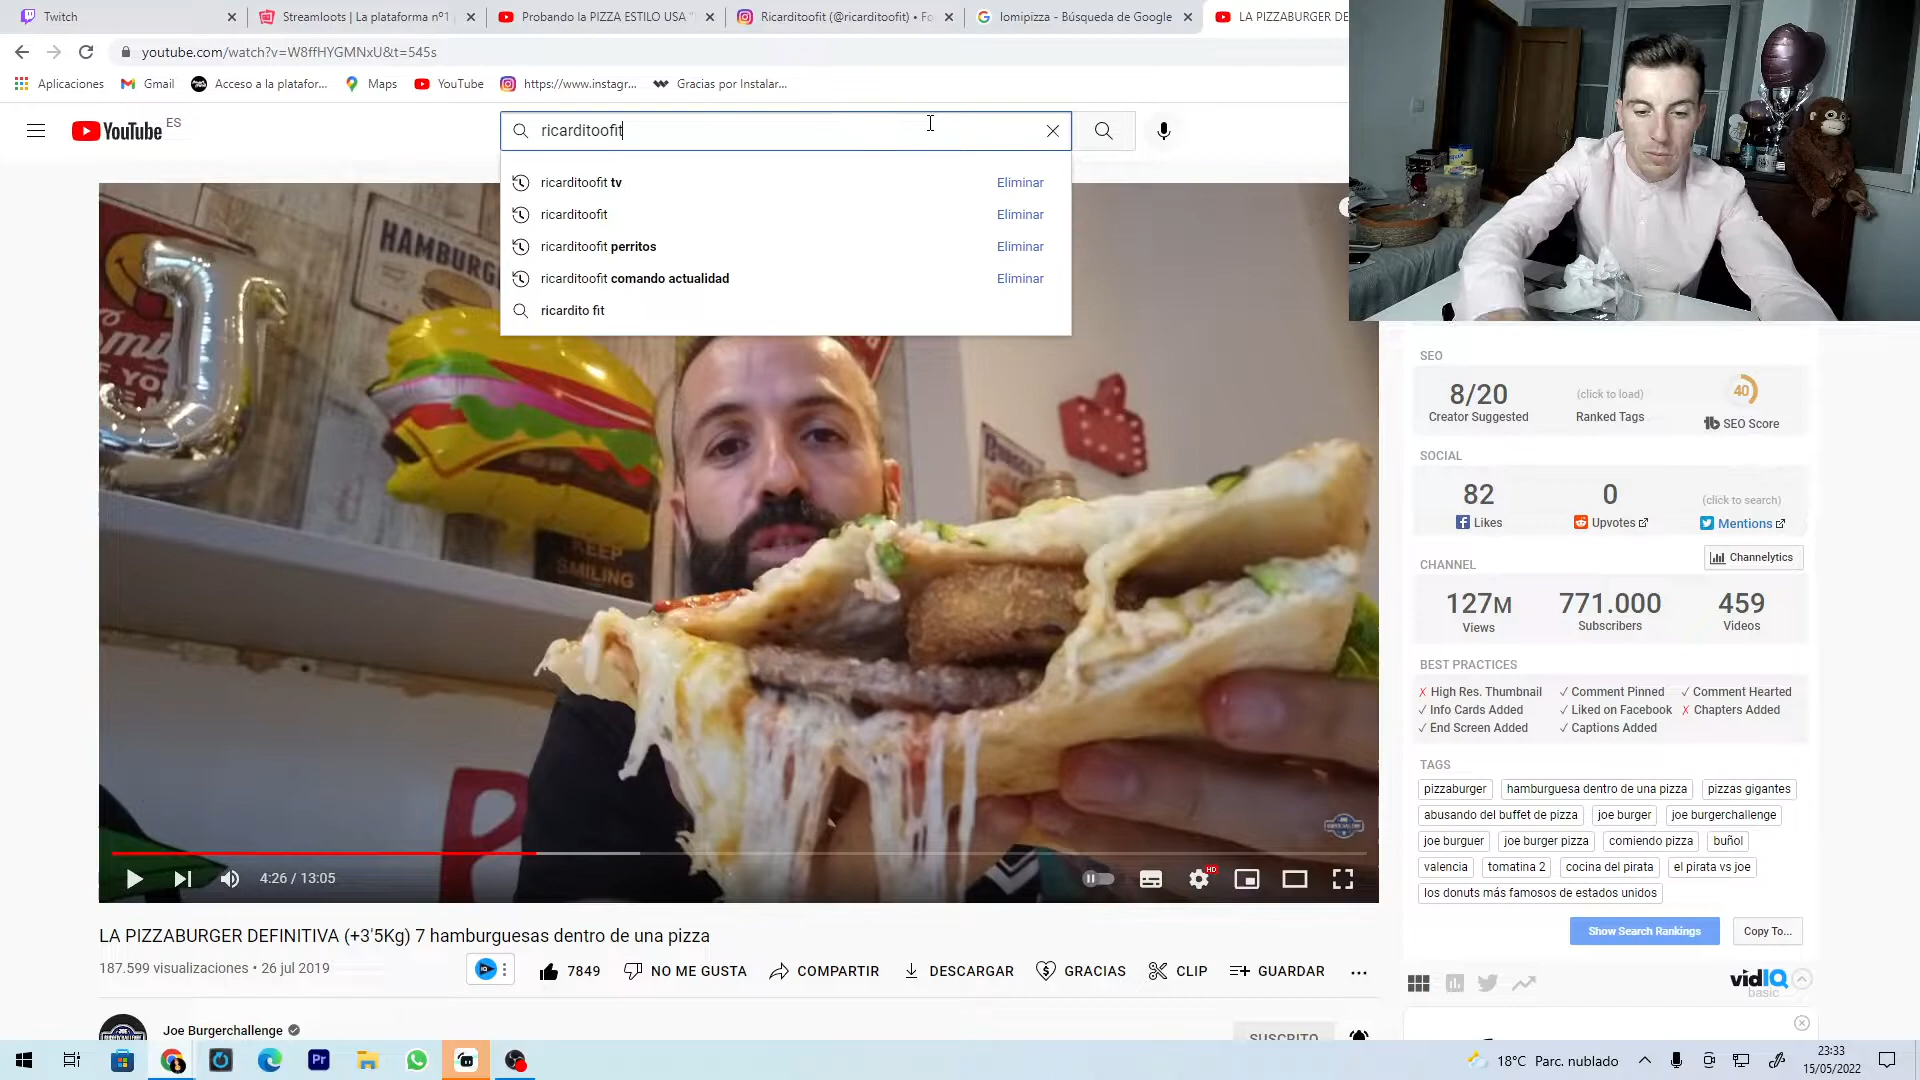 Twitch
Streamloots | La plataforma nº1
Probando la PIZZA ESTILO USA "
Ricarditoofit (@ricarditoofit) • Fo
lomipizza - Búsqueda de Google
LA PIZZABURGER DE
youtube.com/watch?v=W8ffHYGMNxU&t=545s
Aplicaciones
Gmail
Acceso a la platafor...
Maps
YouTube
https://www.instagr...
Gracias por Instalar...
YouTube ES
ricarditoofit
ricarditoofit tv Eliminar
ricarditoofit Eliminar
ricarditoofit perritos Eliminar
ricarditoofit comando actualidad Eliminar
ricardito fit
HAMBURG
KEEP
SMILING
4:26 / 13:05
HD
LA PIZZABURGER DEFINITIVA (+3'5Kg) 7 hamburguesas dentro de una pizza
187.599 visualizaciones • 26 jul 2019
7849
NO ME GUSTA
COMPARTIR
DESCARGAR
GRACIAS
CLIP
GUARDAR
Joe Burgerchallenge
SUSCRITO
SEO
8/20
Creator Suggested
(click to load)
Ranked Tags
40
SEO Score
SOCIAL
82
Likes
0
Upvotes
(click to search)
Mentions
CHANNEL
Channelytics
127M
Views
771.000
Subscribers
459
Videos
BEST PRACTICES
✗ High Res. Thumbnail ✓ Comment Pinned ✓ Comment Hearted
✓ Info Cards Added ✓ Liked on Facebook ✗ Chapters Added
✓ End Screen Added ✓ Captions Added
TAGS
pizzaburger hamburguesa dentro de una pizza pizzas gigantes
abusando del buffet de pizza joe burger joe burgerchallenge
joe burguer joe burger pizza comiendo pizza buñol
valencia tomatina 2 cocina del pirata el pirata vs joe
los donuts más famosos de estados unidos
Show Search Rankings
Copy To...
vidIQ
basic
Pr
18°C Parc. nublado
23:33
15/05/2022